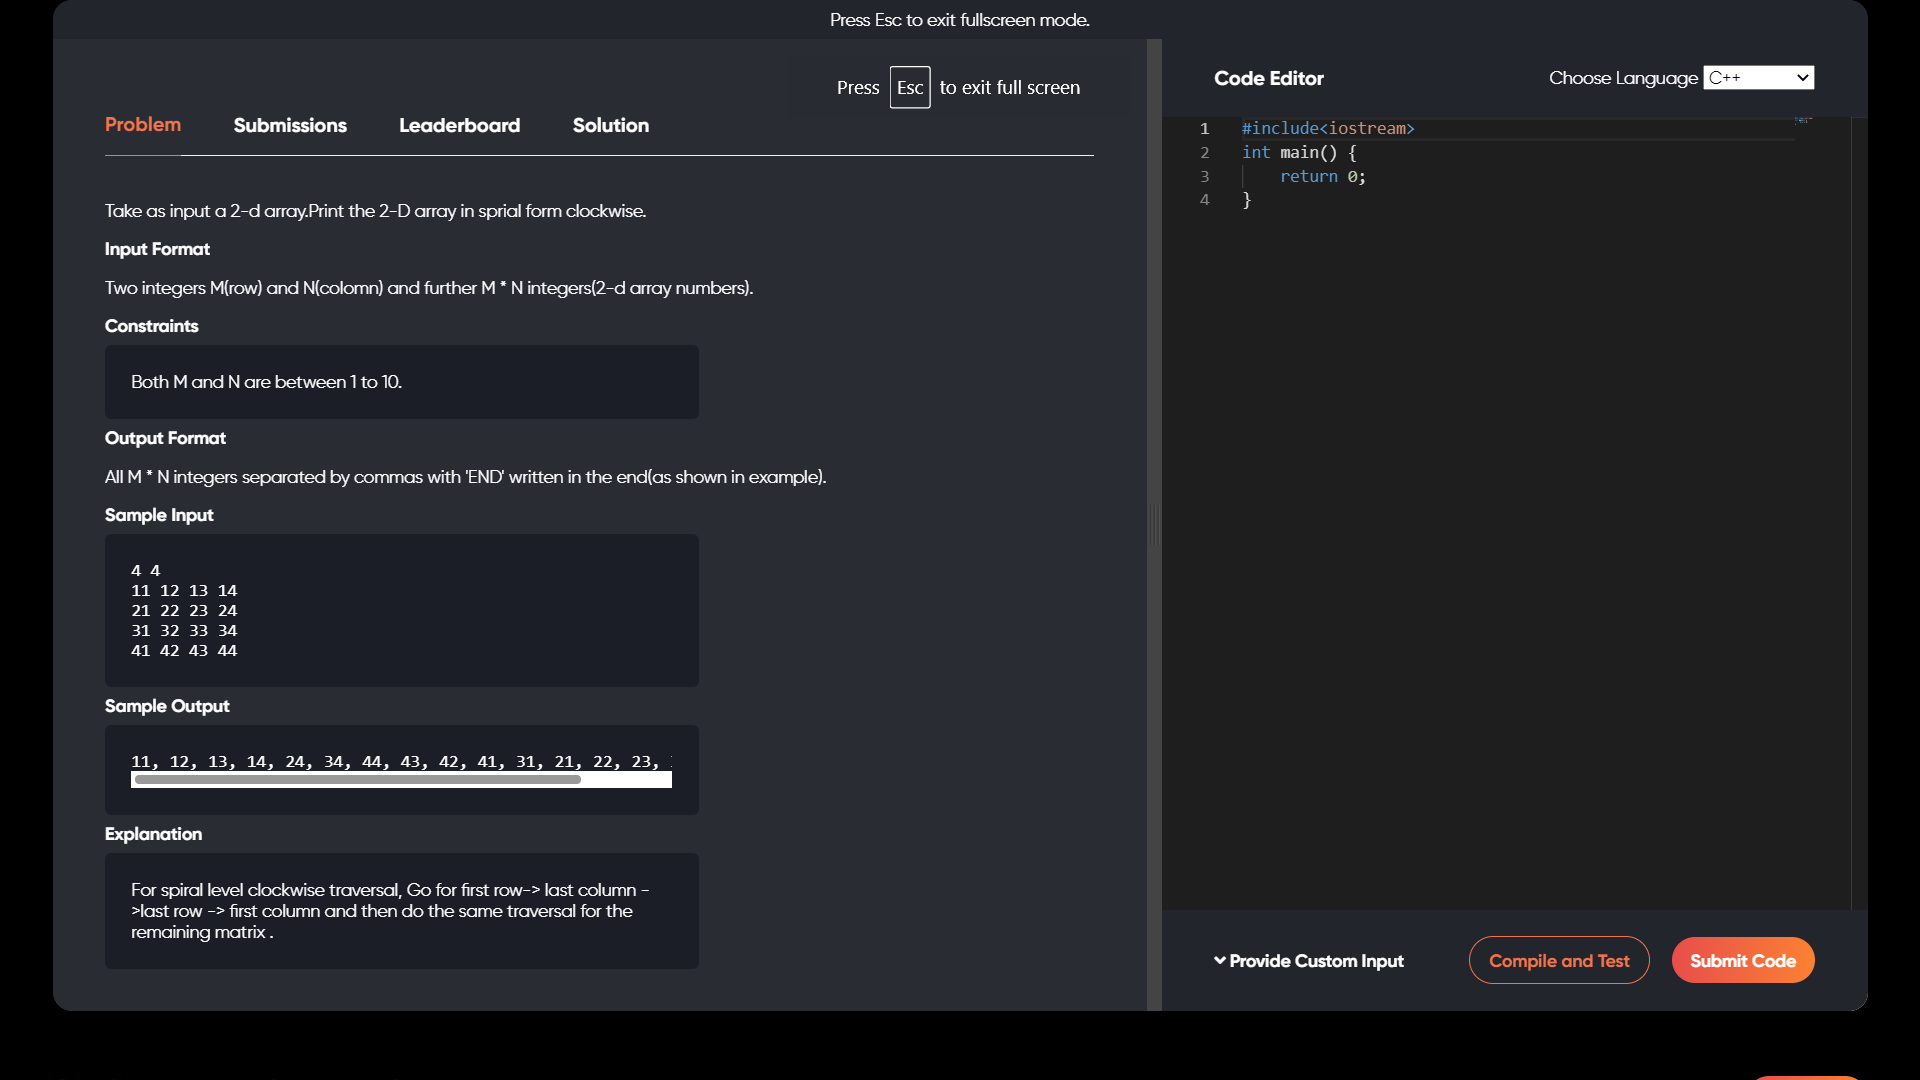 Press Esc to exit fullscreen mode.
Press Esc to exit full screen
Problem Submissions Leaderboard Solution
Take as input a 2-d array.Print the 2-D array in sprial form clockwise.
Input Format
Two integers M(row) and N(colomn) and further M * N integers(2-d array numbers).
Constraints
Both M and N are between 1 to 10.
Output Format
All M * N integers separated by commas with 'END' written in the end(as shown in example).
Sample Input
4 4
11 12 13 14
21 22 23 24
31 32 33 34
41 42 43 44
Sample Output
11, 12, 13, 14, 24, 34, 44, 43, 42, 41, 31, 21, 22, 23,
Explanation
For spiral level clockwise traversal, Go for first row-> last column -
>last row -> first column and then do the same traversal for the
remaining matrix .
Code Editor
Choose Language C++
1 #include<iostream>
2 int main() {
3 return 0;
4 }
Provide Custom Input
Compile and Test
Submit Code